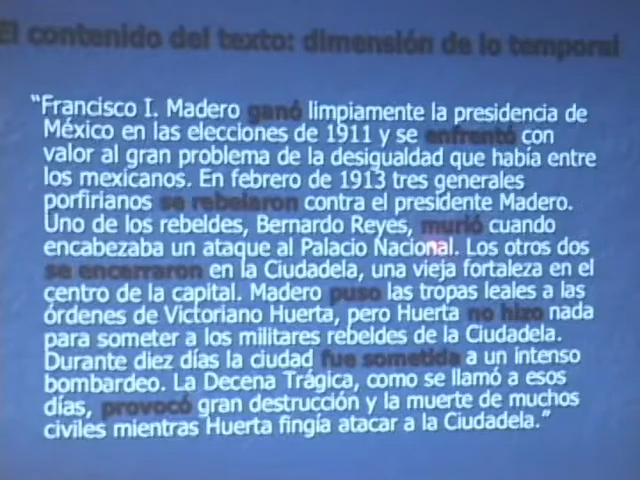 El contenido del texto: dimensión de lo temporal
“Francisco I. Madero ganó limpiamente la presidencia de
México en las elecciones de 1911 y se enfrentó con
valor al gran problema de la desigualdad que había entre
los mexicanos. En febrero de 1913 tres generales
porfirianos se rebelaron contra el presidente Madero.
Uno de los rebeldes, Bernardo Reyes, murió cuando
encabezaba un ataque al Palacio Nacional. Los otros dos
se encerraron en la Ciudadela, una vieja fortaleza en el
centro de la capital. Madero puso las tropas leales a las
órdenes de Victoriano Huerta, pero Huerta no hizo nada
para someter a los militares rebeldes de la Ciudadela.
Durante diez días la ciudad fue sometida a un intenso
bombardeo. La Decena Trágica, como se llamó a esos
días, provocó gran destrucción y la muerte de muchos
civiles mientras Huerta fingía atacar a la Ciudadela.”